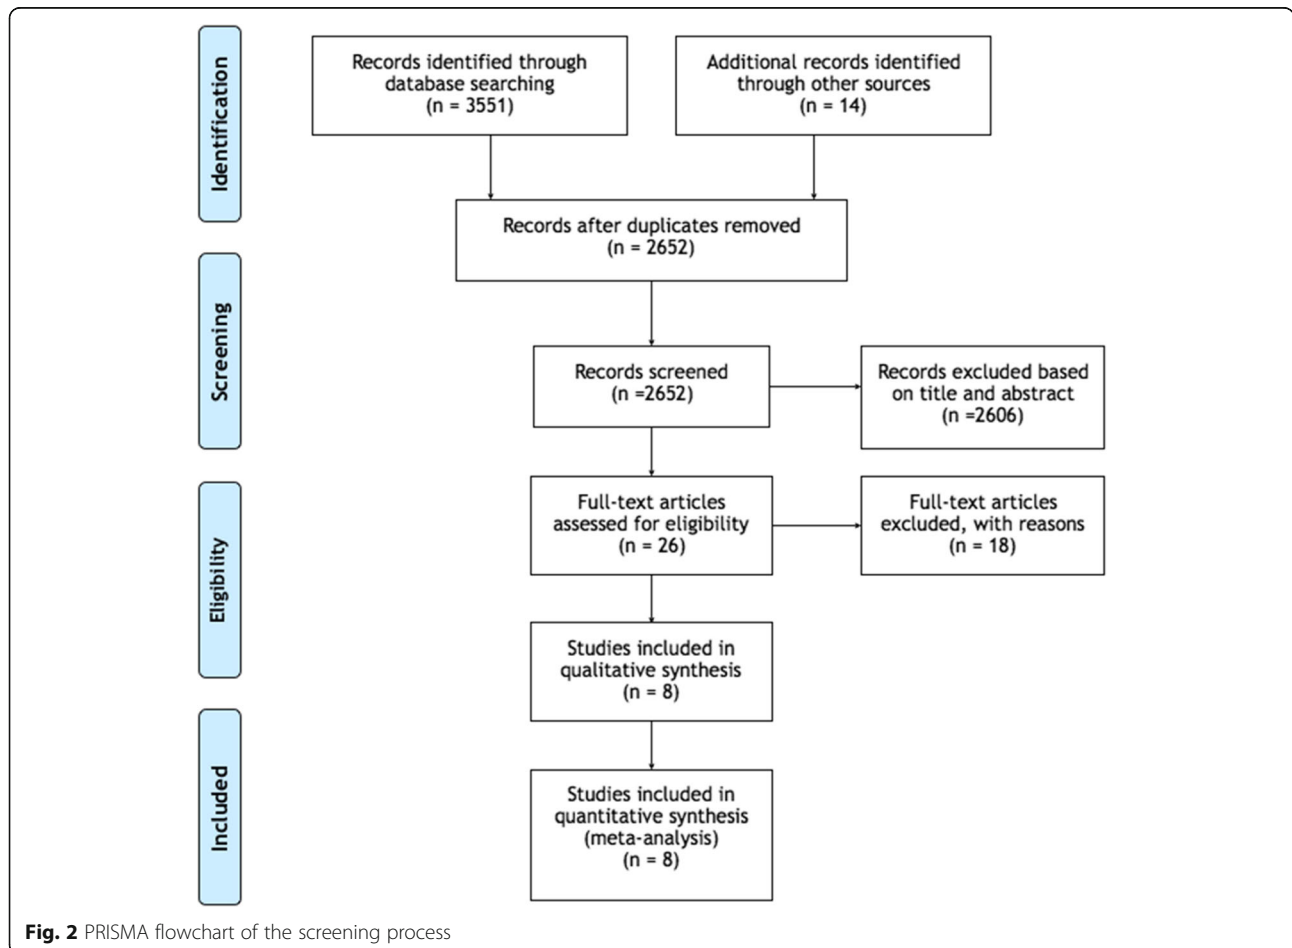 Identification
Records identified through
database searching
(n = 3551)
Additional records identified
through other sources
(n = 14)
Records after duplicates removed
(n = 2652)
Screening
Records screened
(n =2652)
Records excluded based
on title and abstract
(n =2606)
Eligibility
Full-text articles
assessed for eligibility
(n = 26)
Full-text articles
excluded, with reasons
(n = 18)
Studies included in
qualitative synthesis
(n = 8)
Included
Studies included in
quantitative synthesis
(meta-analysis)
(n = 8)
Fig. 2 PRISMA flowchart of the screening process